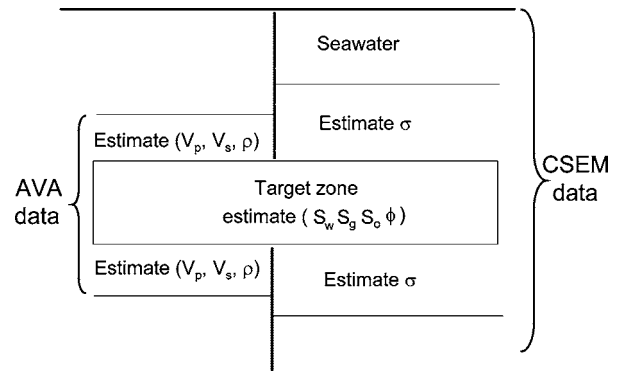 Seawater
Estimate σ
Estimate (Vp, Vs, ρ)
AVA
data
Target zone
estimate ( Sw Sg So ϕ)
CSEM
data
Estimate (Vp, Vs, ρ)
Estimate σ